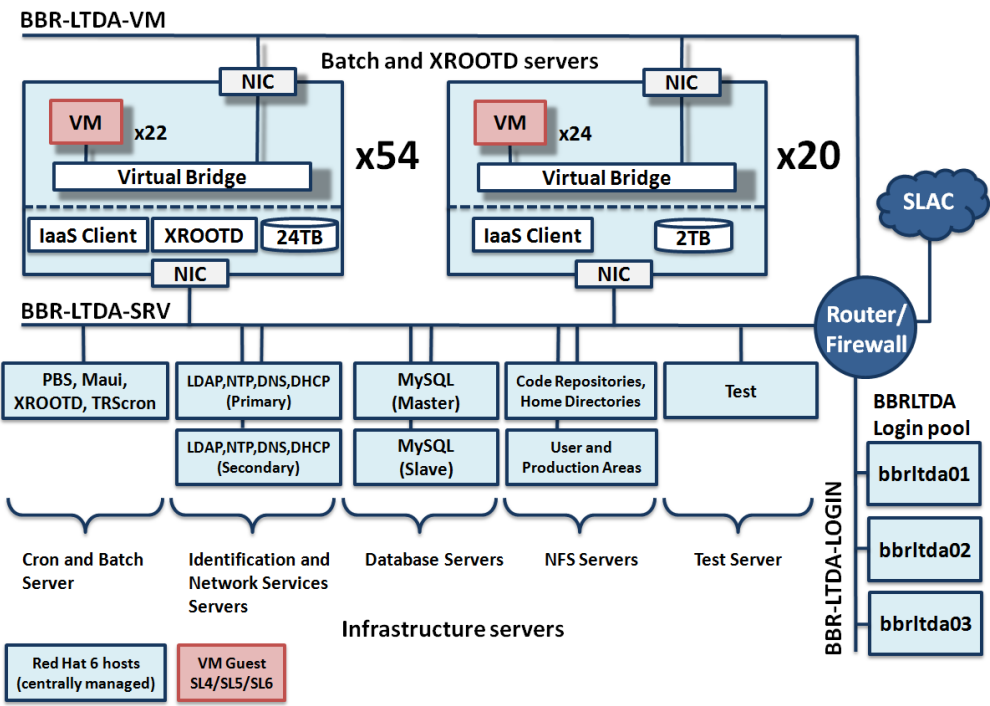 BBR-LTDA-VM
Batch and XROOTD servers
NIC
VM
x22
Virtual Bridge
IaaS Client
XROOTD
24TB
NIC
x54
NIC
VM
x24
Virtual Bridge
IaaS Client
2TB
NIC
x20
SLAC
BBR-LTDA-SRV
Router/
Firewall
PBS, Maui,
XROOTD, TRScron
LDAP,NTP,DNS,DHCP
(Primary)
MySQL
(Master)
Code Repositories,
Home Directories
Test
LDAP,NTP,DNS,DHCP
(Secondary)
MySQL
(Slave)
User and
Production Areas
BBRLTDA
Login pool
bbrltda01
bbrltda02
bbrltda03
BBR-LTDA-LOGIN
Cron and Batch
Server
Identification and
Network Services
Servers
Database Servers
NFS Servers
Test Server
Infrastructure servers
Red Hat 6 hosts
(centrally managed)
VM Guest
SL4/SL5/SL6